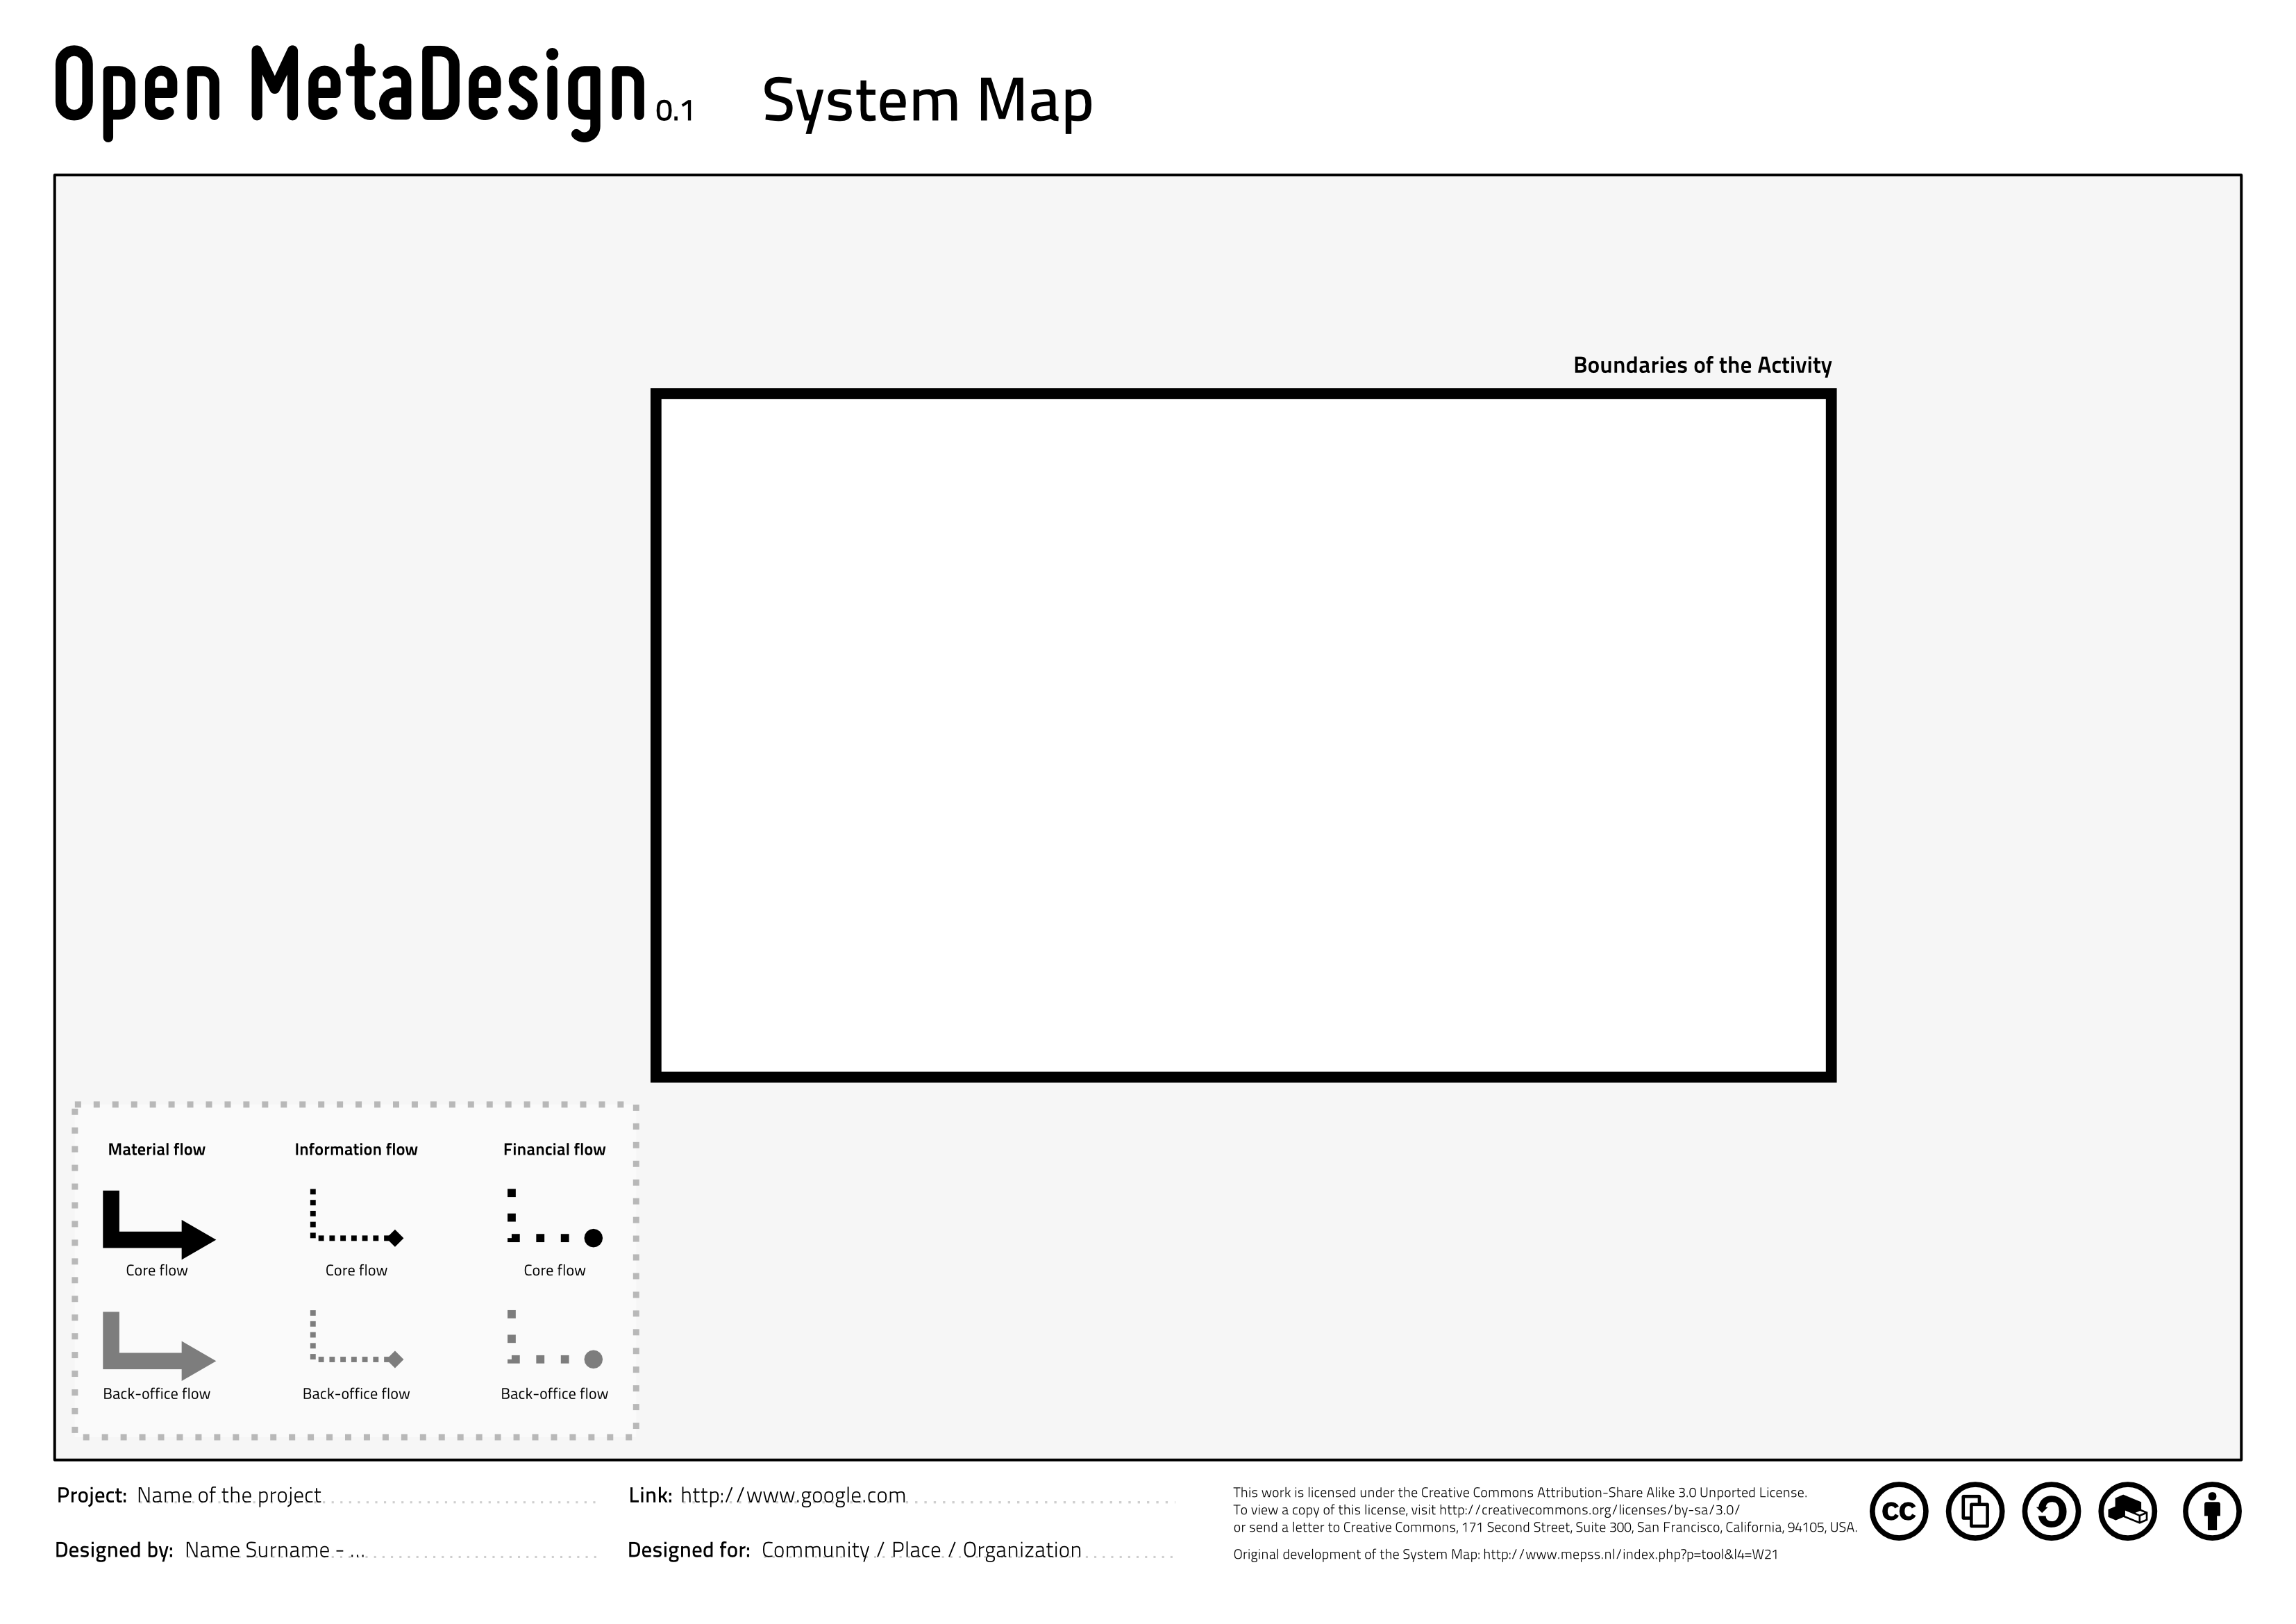 Open MetaDesign 0.1 System Map
Boundaries of the Activity
Material flow Information flow Financial flow
Core flow Core flow Core flow
Back-office flow Back-office flow Back-office flow
Project: Name of the project
Link: http://www.google.com
Designed by: Name Surname - ...
Designed for: Community / Place / Organization
This work is licensed under the Creative Commons Attribution-Share Alike 3.0 Unported License.
To view a copy of this license, visit http://creativecommons.org/licenses/by-sa/3.0/
or send a letter to Creative Commons, 171 Second Street, Suite 300, San Francisco, California, 94105, USA.
Original development of the System Map: http://www.mepss.nl/index.php?p=tool&l4=W21
cc